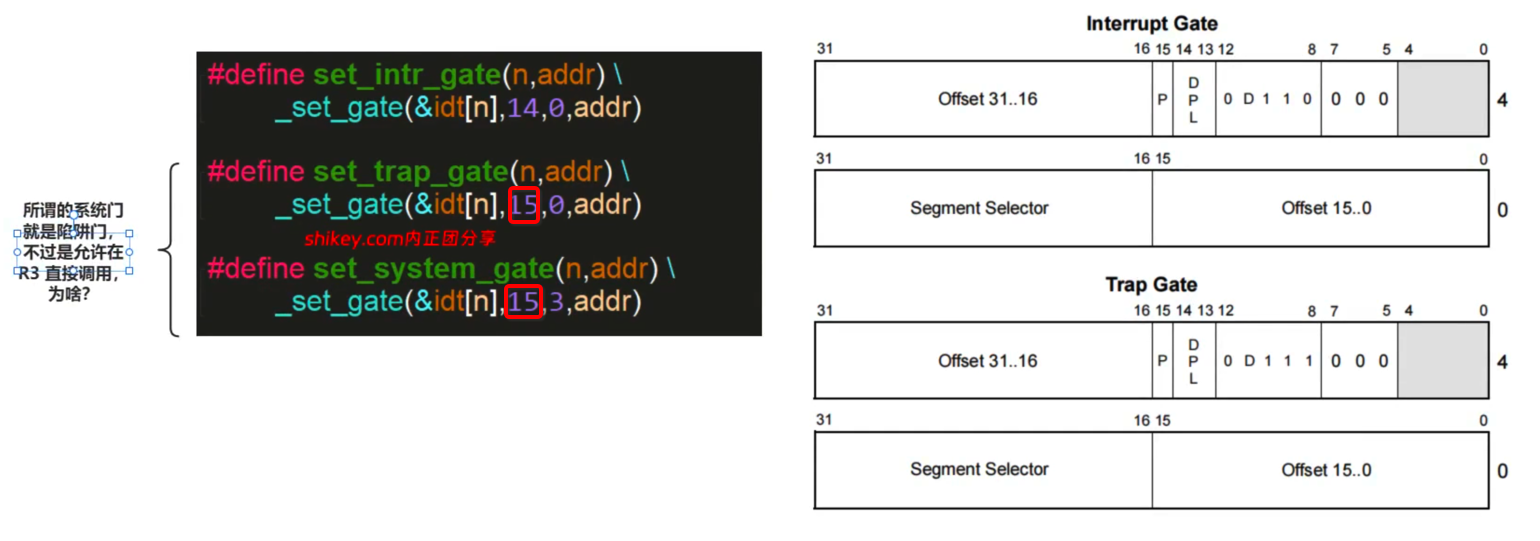 所谓的系统门
就是陷阱门，
不过是允许在
R3 直接调用，
为啥？
#define set_intr_gate(n,addr) \
_set_gate(&idt[n],14,0,addr)
#define set_trap_gate(n,addr) \
_set_gate(&idt[n],15,0,addr)
shikey.com内正团分享
#define set_system_gate(n,addr) \
_set_gate(&idt[n],15,3,addr)
Interrupt Gate
31 16 15 14 13 12 8 7 5 4 0
Offset 31..16 P DPL 0 D 1 1 0 0 0 0 4
31 16 15 0
Segment Selector Offset 15..0 0
Trap Gate
31 16 15 14 13 12 8 7 5 4 0
Offset 31..16 P DPL 0 D 1 1 1 0 0 0 4
31 16 15 0
Segment Selector Offset 15..0 0